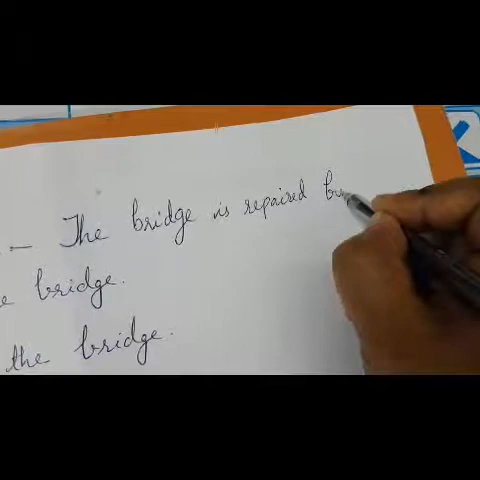 – The bridge is repaired
bridge.
the bridge.